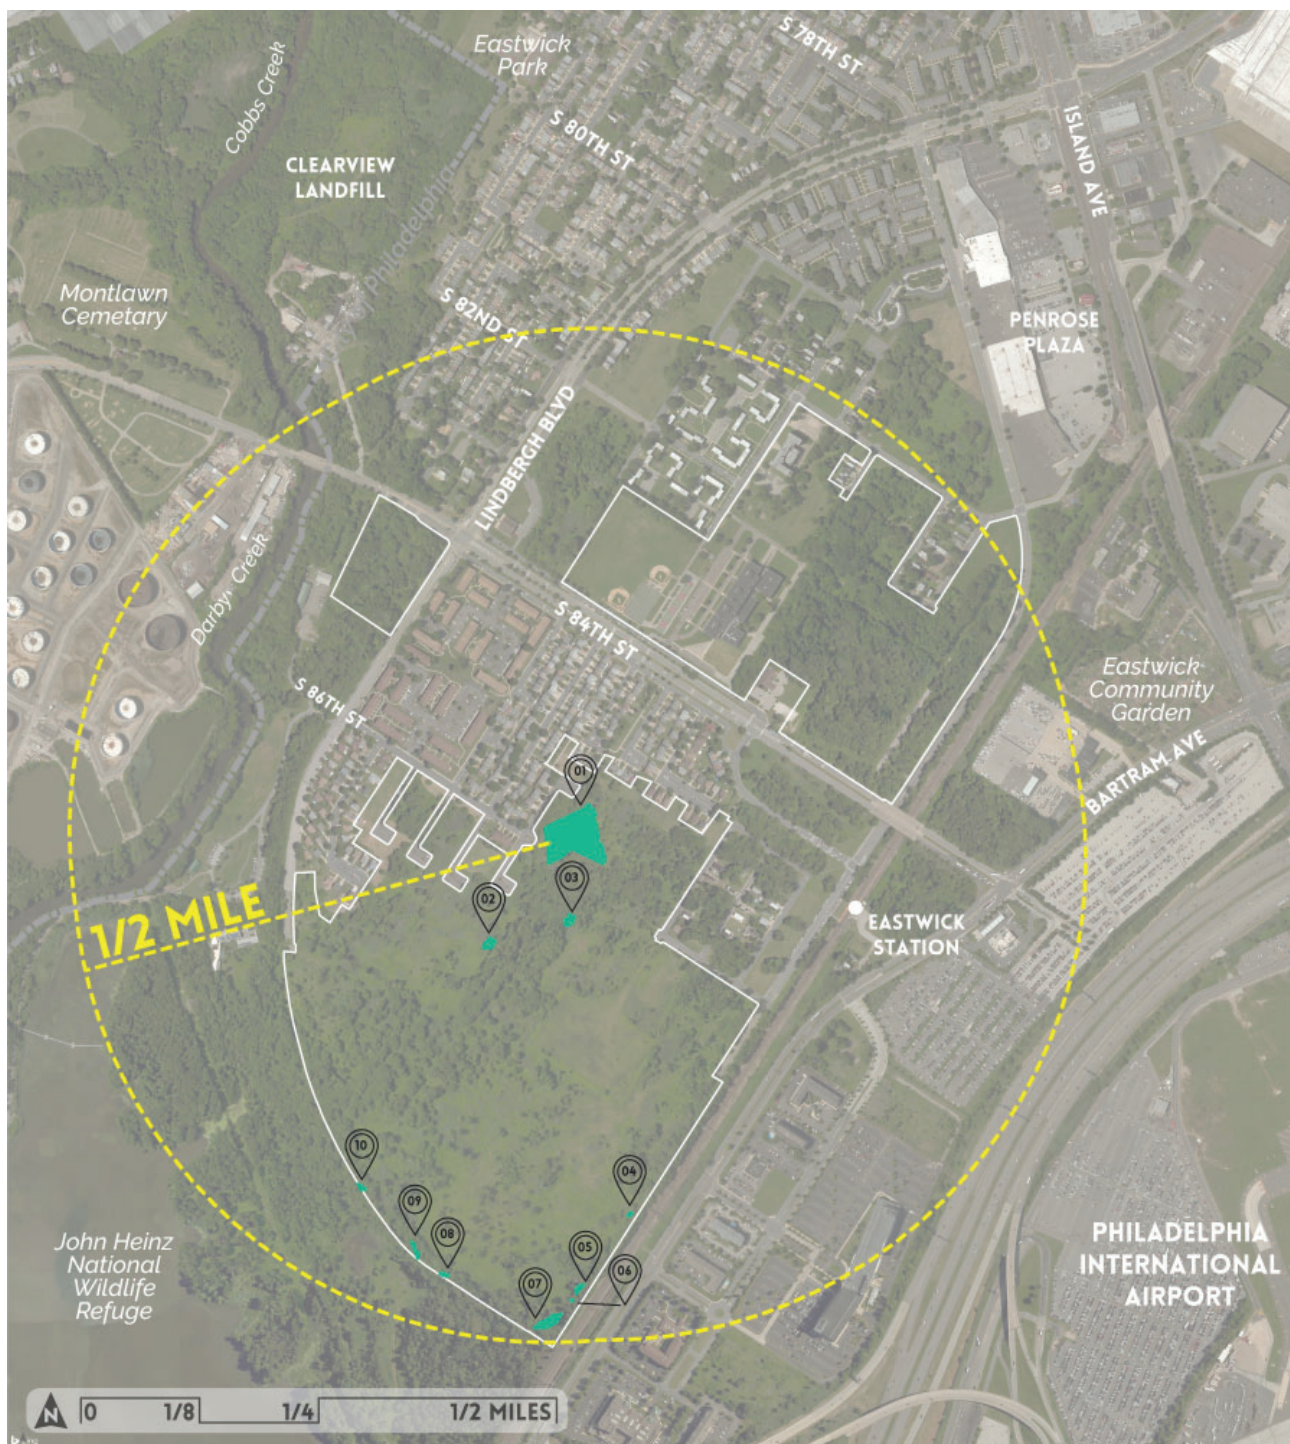 Eastwick
Park
S 78TH ST
Cobbs Creek
S 80TH ST
ISLAND AVE
CLEARVIEW
LANDFILL
Philadelphia
Montlawn
Cemetary
S 82ND ST
PENROSE
PLAZA
LINDBERGH BLVD
Darby Creek
S 84TH ST
Eastwick
Community
Garden
S 86TH ST
BARTRAM AVE
01
03
02
1/2 MILE
EASTWICK
STATION
10
04
09
08
05
06
07
John Heinz
National
Wildlife
Refuge
PHILADELPHIA
INTERNATIONAL
AIRPORT
N 0 1/8 1/4 1/2 MILES